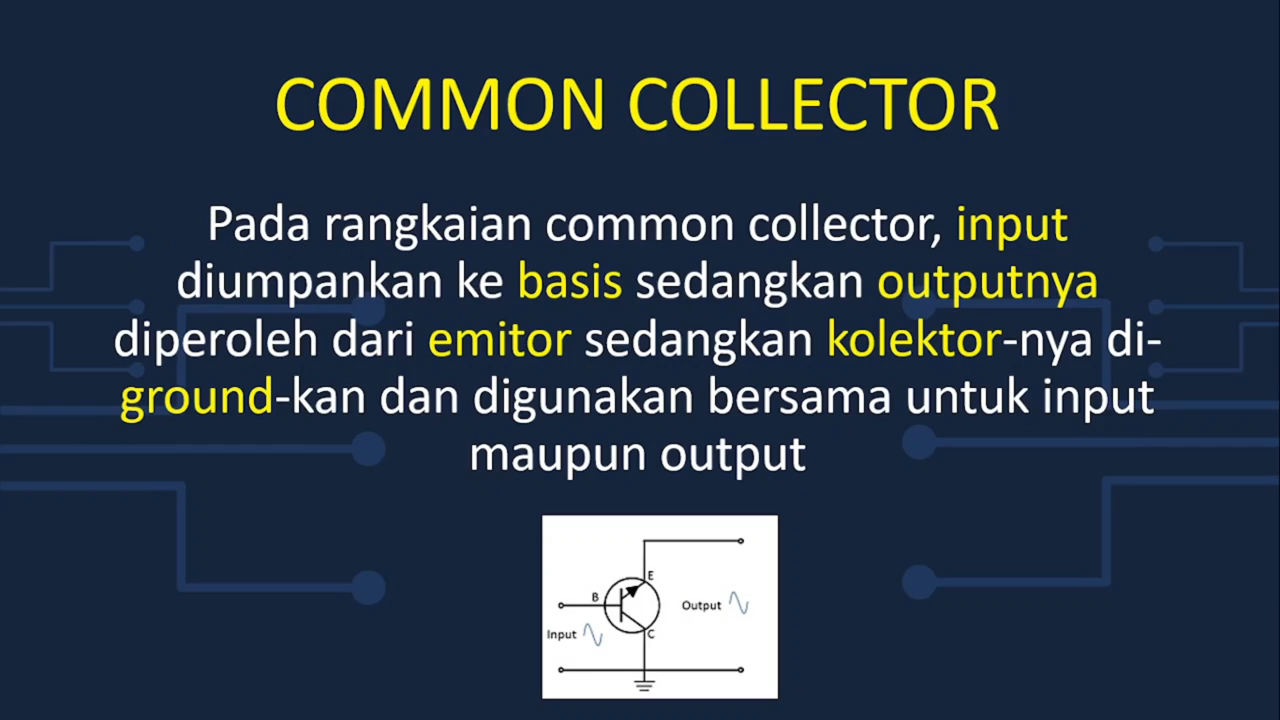 COMMON COLLECTOR
Pada rangkaian common collector, input
diumpankan ke basis sedangkan outputnya
diperoleh dari emitor sedangkan kolektor-nya di-
ground-kan dan digunakan bersama untuk input
maupun output
E
B
Output
Input
C